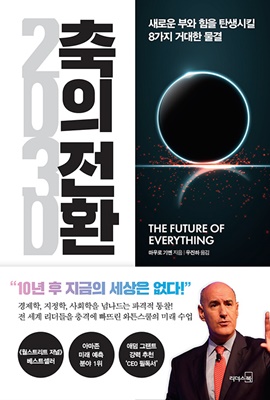 2030
축의 전환
새로운 부와 힘을 탄생시킬
8가지 거대한 물결
THE FUTURE OF
EVERYTHING
마우로 기옌 지음 | 우진하 옮김
“10년 후 지금의 세상은 없다!”
경제학, 지정학, 사회학을 넘나드는 파격적 통찰!
전 세계 리더들을 충격에 빠뜨린 와튼스쿨의 미래 수업
《월스트리트 저널》
베스트셀러
아마존
미래 예측
분야 1위
애덤 그랜트
강력 추천
‘CEO 필독서’
리더스북